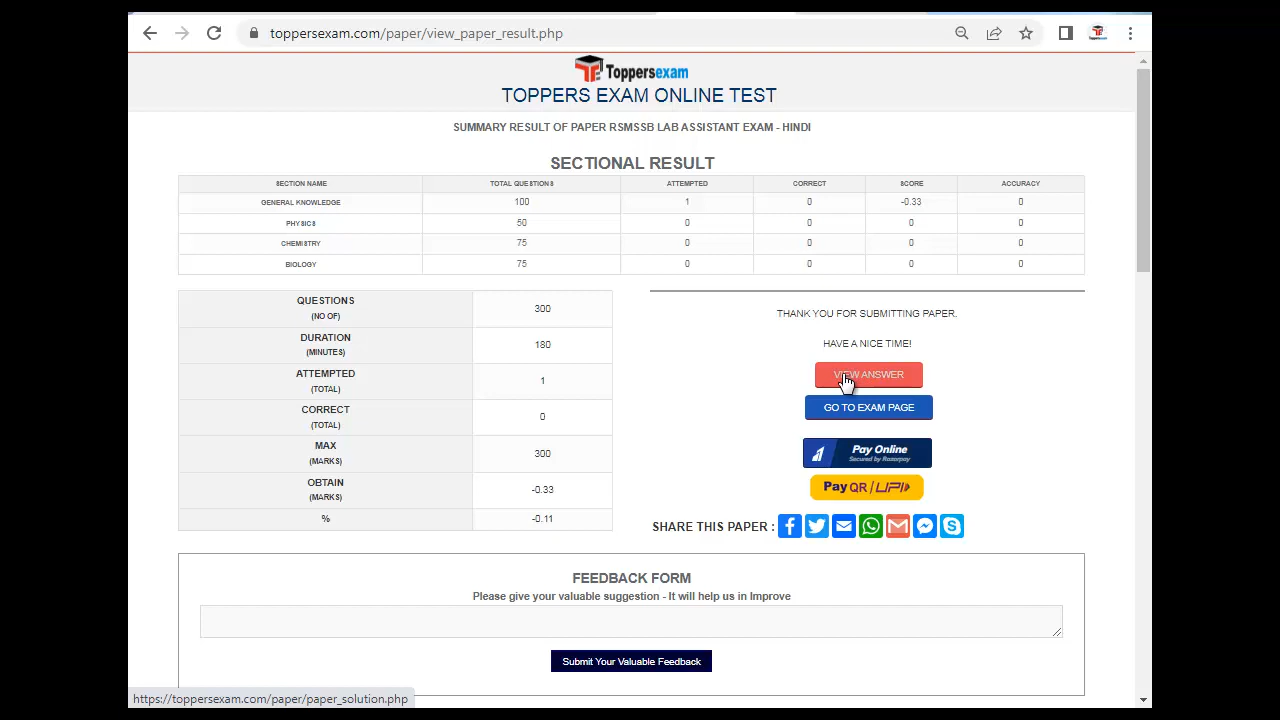 toppersexam.com/paper/view_paper_result.php
Toppersexam
TOPPERS EXAM ONLINE TEST
SUMMARY RESULT OF PAPER RSMSSB LAB ASSISTANT EXAM - HINDI
SECTIONAL RESULT
SECTION NAME TOTAL QUESTIONS ATTEMPTED CORRECT SCORE ACCURACY
GENERAL KNOWLEDGE 100 1 0 -0.33 0
PHYSICS 50 0 0 0 0
CHEMISTRY 75 0 0 0 0
BIOLOGY 75 0 0 0 0
QUESTIONS
(NO OF) 300
DURATION
(MINUTES) 180
ATTEMPTED
(TOTAL) 1
CORRECT
(TOTAL) 0
MAX
(MARKS) 300
OBTAIN
(MARKS) -0.33
% -0.11
THANK YOU FOR SUBMITTING PAPER.
HAVE A NICE TIME!
VIEW ANSWER
GO TO EXAM PAGE
Pay Online
Secured by Razorpay
Pay QR / UPI
SHARE THIS PAPER :
FEEDBACK FORM
Please give your valuable suggestion - It will help us in Improve
Submit Your Valuable Feedback
https://toppersexam.com/paper/paper_solution.php